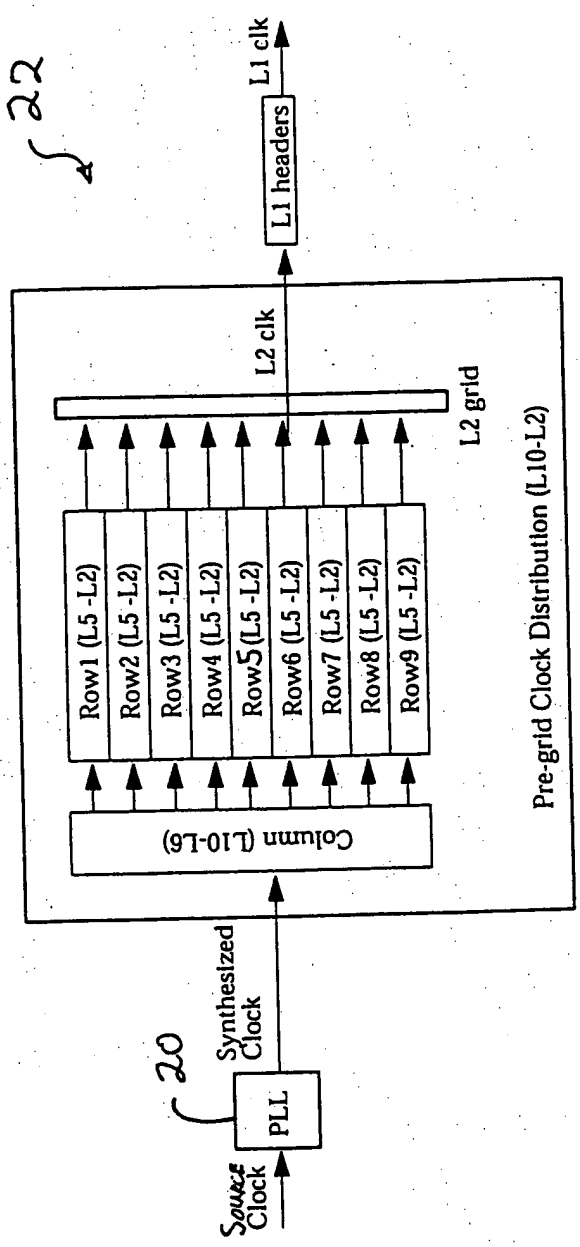 22
Source
Clock
20
PLL
Synthesized
Clock
Column (L10-L6)
Row1 (L5 -L2)
Row2 (L5 -L2)
Row3 (L5 -L2)
Row4 (L5 -L2)
Row5 (L5 -L2)
Row6 (L5 -L2)
Row7 (L5 -L2)
Row8 (L5 -L2)
Row9 (L5 -L2)
L2 grid
L2 clk
L1 headers
L1 clk
Pre-grid Clock Distribution (L10-L2)